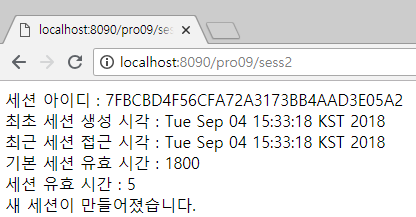 localhost:8090/pro09/ses
localhost:8090/pro09/sess2
세션 아이디 : 7FBCBD4F56CFA72A3173BB4AAD3E05A2
최초 세션 생성 시각 : Tue Sep 04 15:33:18 KST 2018
최근 세션 접근 시각 : Tue Sep 04 15:33:18 KST 2018
기본 세션 유효 시간 : 1800
세션 유효 시간 : 5
새 세션이 만들어졌습니다.